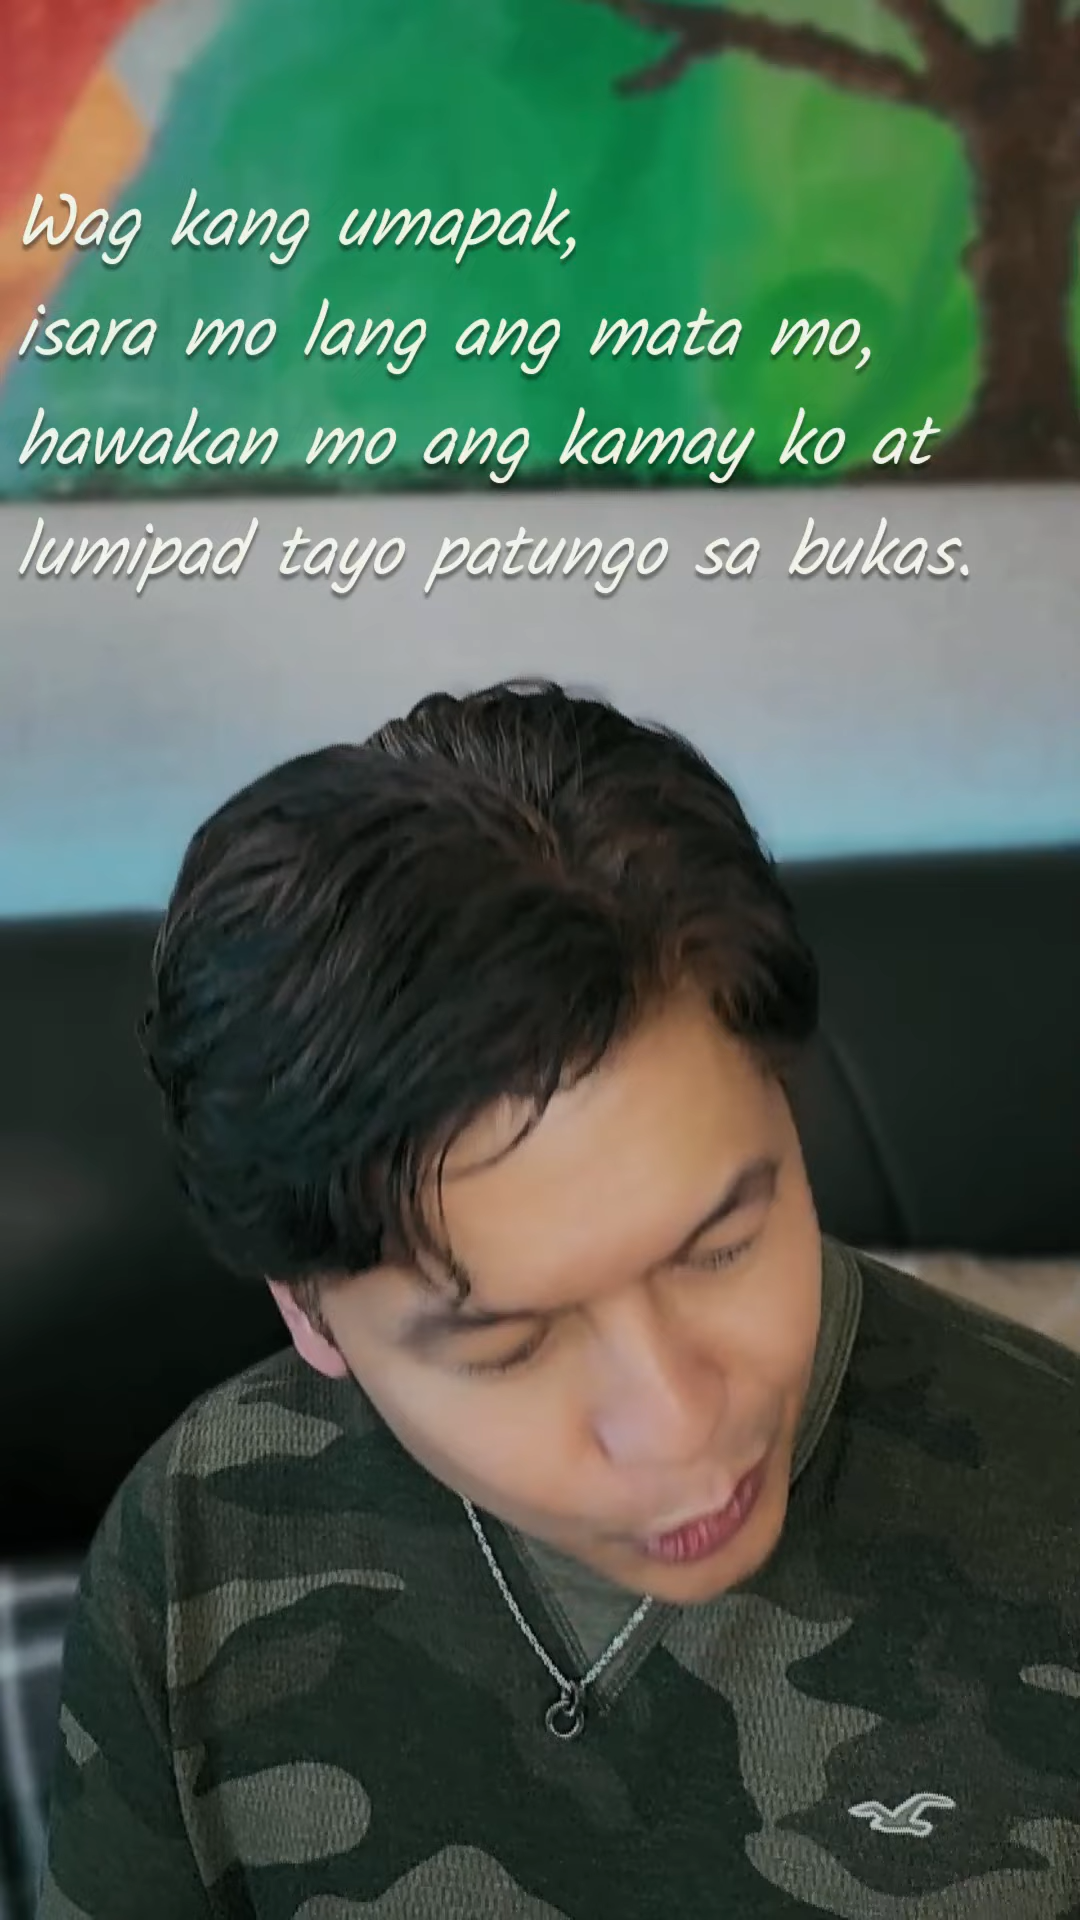 Wag kang umapak,
isara mo lang ang mata mo,
hawakan mo ang kamay ko at
lumipad tayo patungo sa bukas.